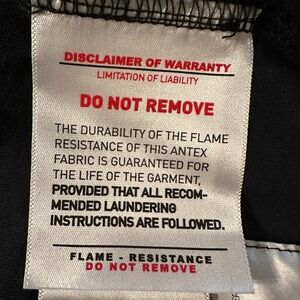 DISCLAIMER OF WARRANTY
LIMITATION OF LIABILITY
DO NOT REMOVE
THE DURABILITY OF THE FLAME
RESISTANCE OF THIS ANTEX
FABRIC IS GUARANTEED FOR
THE LIFE OF THE GARMENT,
PROVIDED THAT ALL RECOM-
MENDED LAUNDERING
INSTRUCTIONS ARE FOLLOWED.
FLAME - RESISTANCE
DO NOT REMOVE